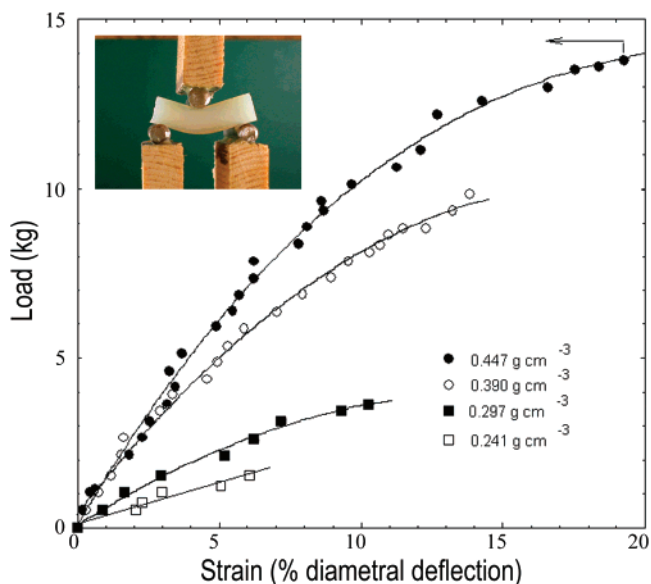 15
10
5
0
Load (kg)
0.447 g cm -3
0.390 g cm -3
0.297 g cm -3
0.241 g cm -3
0 5 10 15 20
Strain (% diametral deflection)